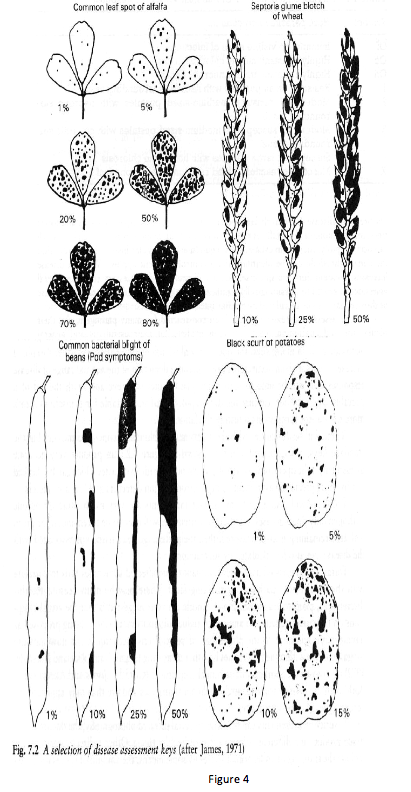 Common leaf spot of alfalfa
1%
5%
20%
50%
70%
80%
Septoria glume blotch
of wheat
10%
25%
50%
Common bacterial blight of
beans (Pod symptoms)
1%
10%
25%
50%
Black scurf of potatoes
1%
5%
10%
15%
Fig. 7.2 A selection of disease assessment keys (after James, 1971)
Figure 4